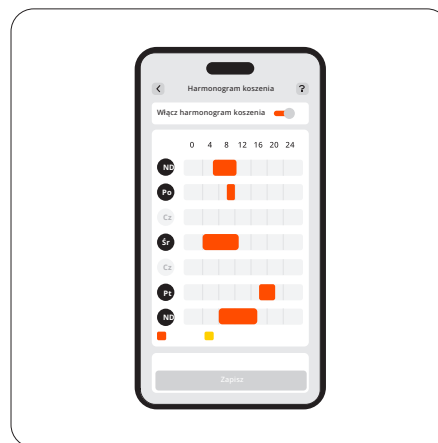 Harmonogram koszenia ?
Włącz harmonogram koszenia
0 4 8 12 16 20 24
ND
Po
Cz
Śr
Cz
Pt
ND
Zapisz